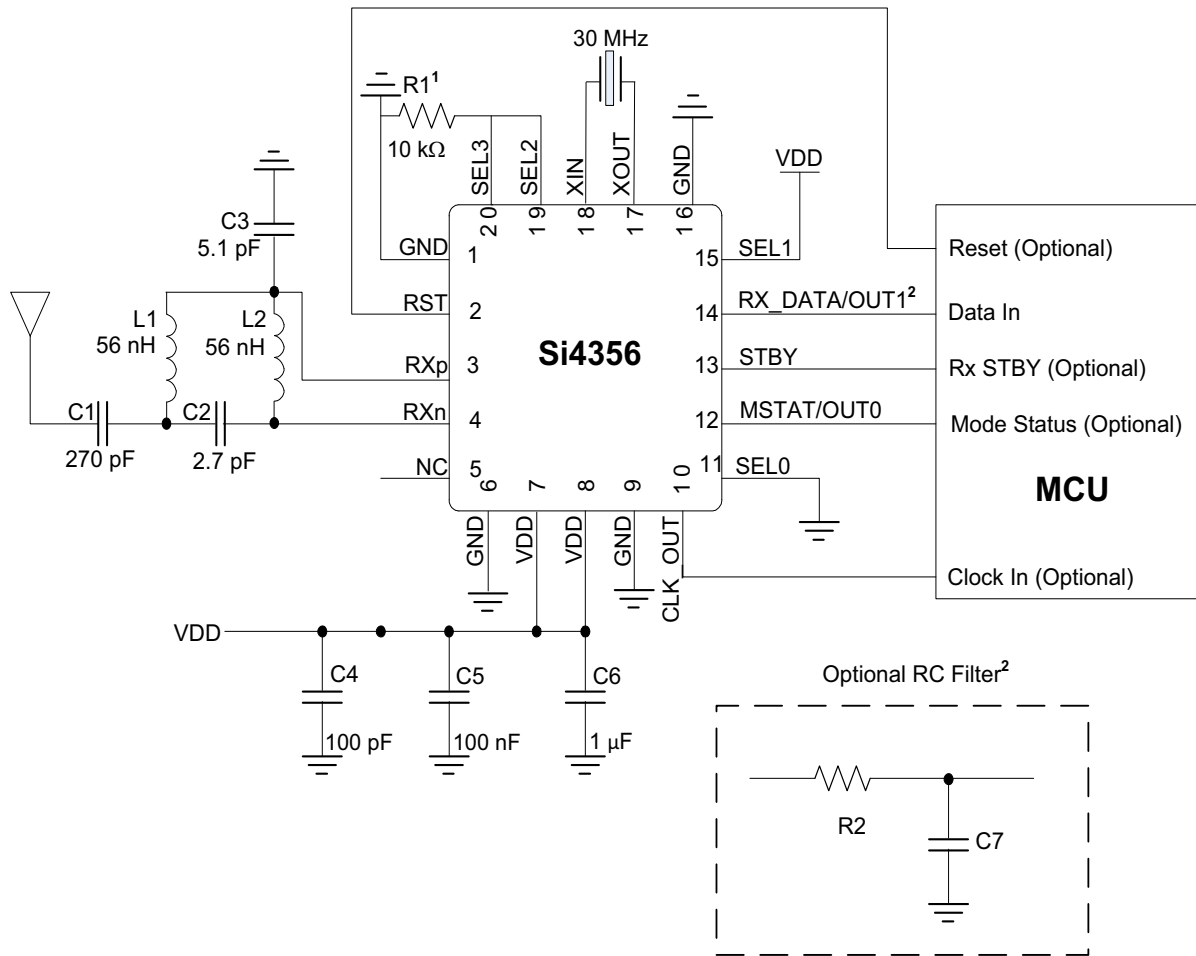 30 MHz
R1¹
10 kΩ
SEL3
SEL2
XIN
XOUT
GND
VDD
20
19
18
17
16
C3
5.1 pF
GND
1
15
SEL1
Reset (Optional)
RST
2
14
RX_DATA/OUT1²
Data In
L1
56 nH
L2
56 nH
Si4356
RXp
3
13
STBY
Rx STBY (Optional)
C1
270 pF
C2
2.7 pF
RXn
4
12
MSTAT/OUT0
Mode Status (Optional)
NC
5
11
SEL0
MCU
6
7
8
9
10
GND
VDD
VDD
GND
CLK_OUT
Clock In (Optional)
VDD
C4
100 pF
C5
100 nF
C6
1 µF
Optional RC Filter²
R2
C7